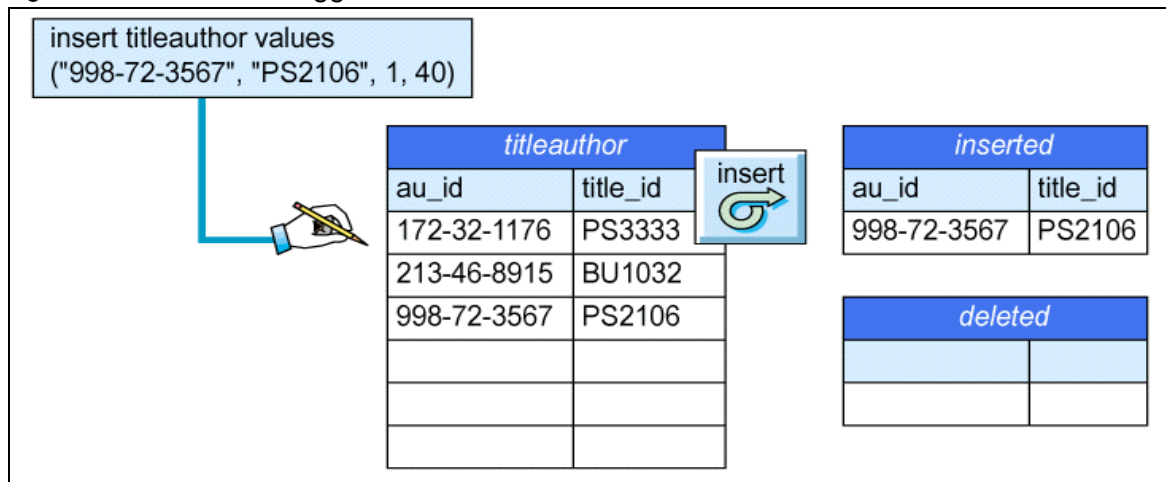 insert titleauthor values
("998-72-3567", "PS2106", 1, 40)
titleauthor
au_id title_id
172-32-1176 PS3333
213-46-8915 BU1032
998-72-3567 PS2106
insert
inserted
au_id title_id
998-72-3567 PS2106
deleted